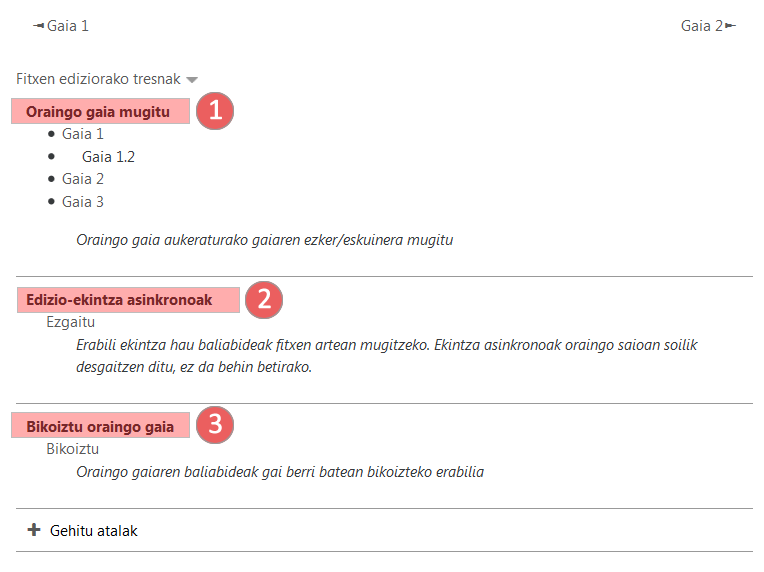 Gaia 1
Gaia 2
Fitxen ediziorako tresnak
Oraingo gaia mugitu 1
Gaia 1
Gaia 1.2
Gaia 2
Gaia 3
Oraingo gaia aukeraturako gaiaren ezker/eskuinera mugitu
Edizio-ekintza asinkronoak 2
Ezgaitu
Erabili ekintza hau baliabideak fitxen artean mugitzeko. Ekintza asinkronoak oraingo saioan soilik
desgaitzen ditu, ez da behin betirako.
Bikoiztu oraingo gaia 3
Bikoiztu
Oraingo gaiaren baliabideak gai berri batean bikoizteko erabilia
Gehitu atalak